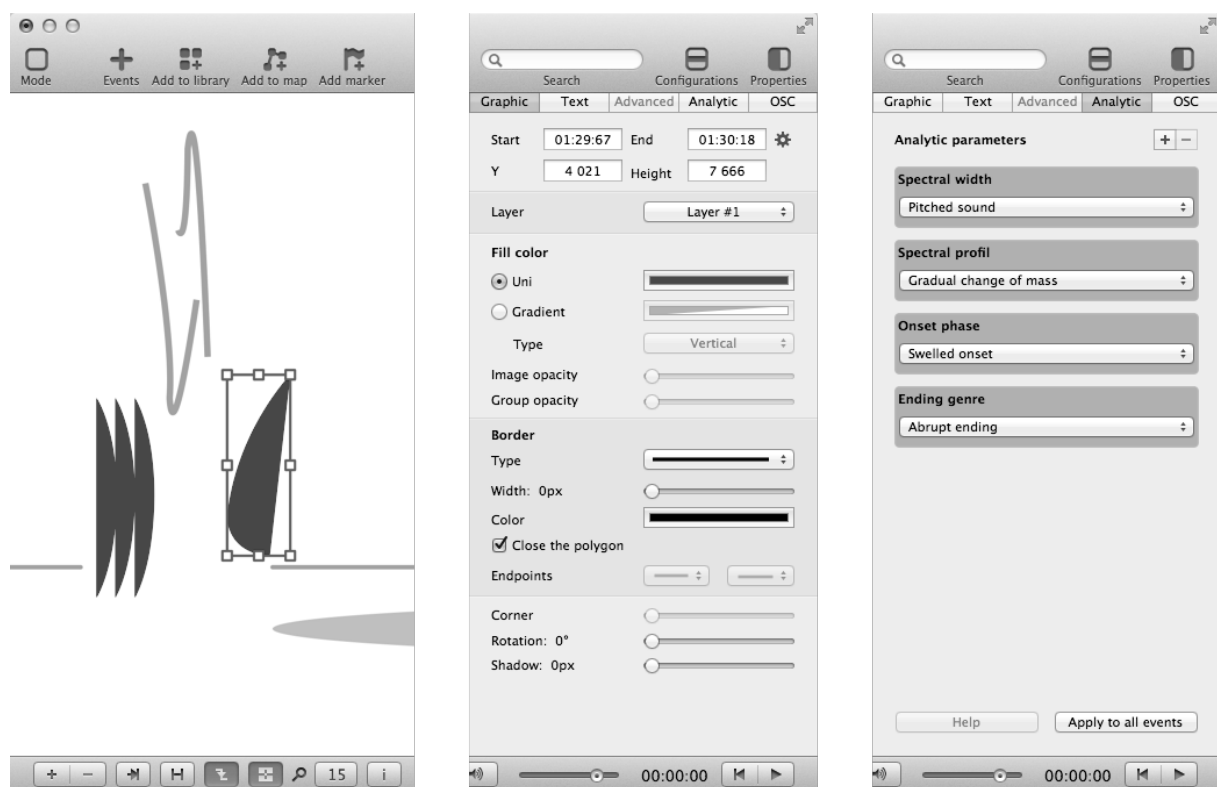 Mode Events Add to library Add to map Add marker
15 i
Search Configurations Properties
Graphic Text Advanced Analytic OSC
Start 01:29:67 End 01:30:18
Y 4 021 Height 7 666
Layer Layer #1
Fill color
Uni
Gradient
Type Vertical
Image opacity
Group opacity
Border
Type
Width: 0px
Color
Close the polygon
Endpoints
Corner
Rotation: 0°
Shadow: 0px
00:00:00
Search Configurations Properties
Graphic Text Advanced Analytic OSC
Analytic parameters + −
Spectral width
Pitched sound
Spectral profil
Gradual change of mass
Onset phase
Swelled onset
Ending genre
Abrupt ending
Help Apply to all events
00:00:00